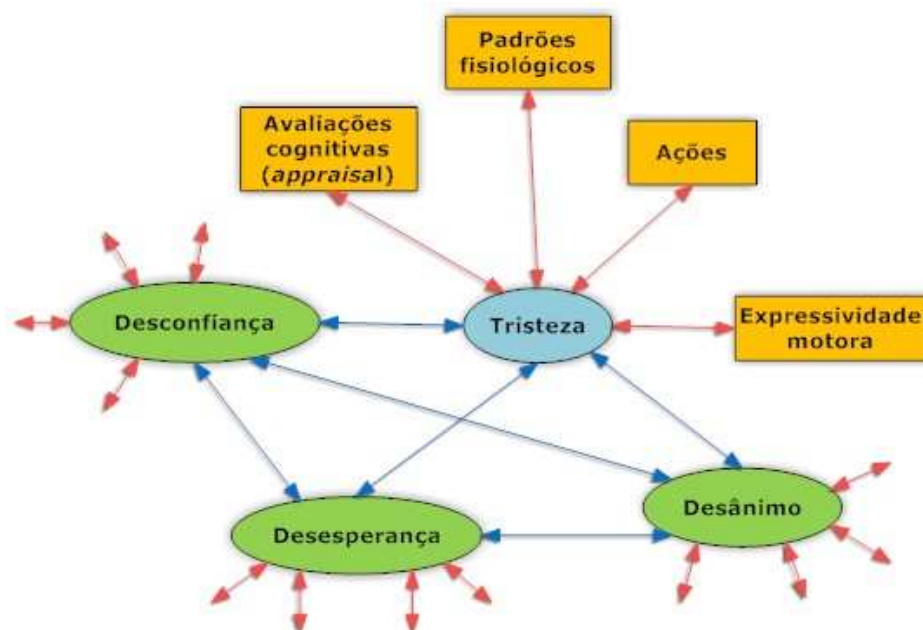 Padrões
fisiológicos
Avaliações
cognitivas
(appraisal)
Ações
Desconfiança
Tristeza
Expressividade
motora
Desânimo
Desesperança